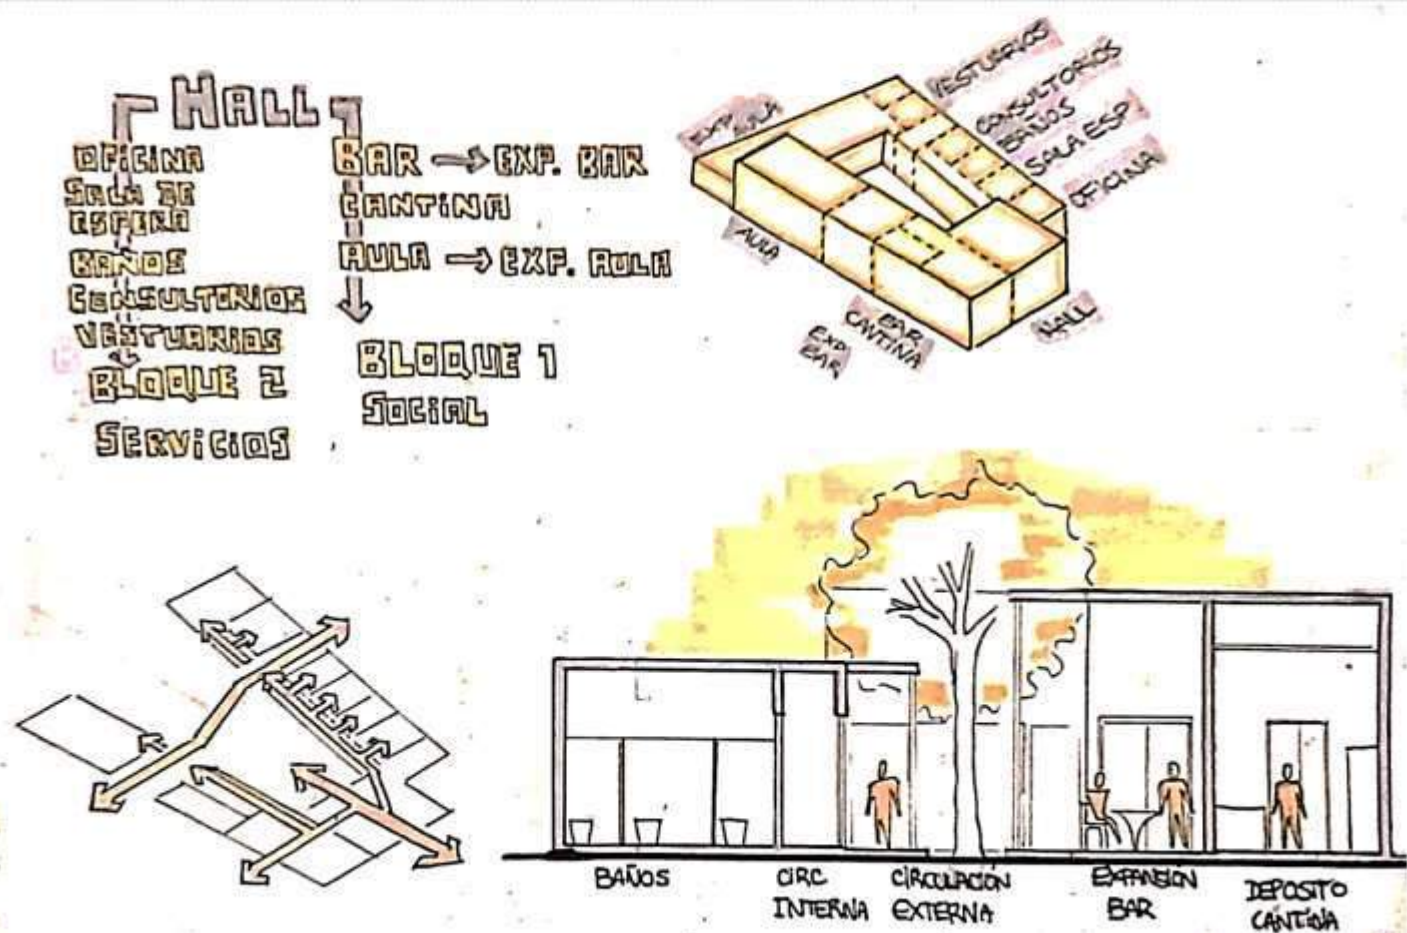 HALL
OFICINA
SALA DE
ESPERA
BAÑOS
CONSULTORIOS
VESTUARIOS
BLOQUE 2
SERVICIOS
BAR → EXP. BAR
CANTINA
AULA → EXP. AULA
BLOQUE 1
SOCIAL
EXP. AULA
VESTUARIOS
CONSULTORIOS
BAÑOS
SALA ESP
OFICINA
AULA
EXP
BAR
BAR
CANTINA
HALL
BAÑOS
CIRC
INTERNA
CIRCULACIÓN
EXTERNA
EXPANSIÓN
BAR
DEPOSITO
CANTINA